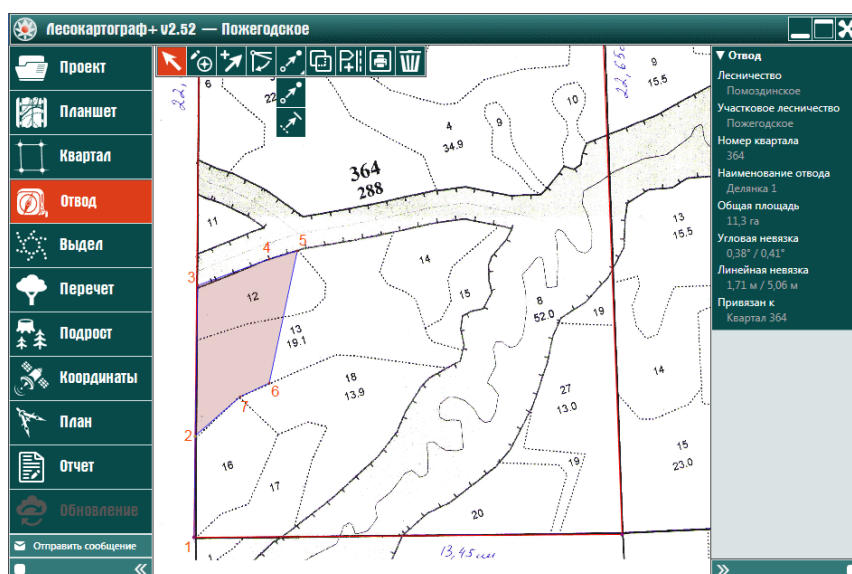 Лесокартограф+ v2.52 — Пожегодское
Проект
Планшет
Квартал
Отвод
Выдел
Перечет
Подрост
Координаты
План
Отчет
Обновление
Отправить сообщение
«
22,
6
22
4
34.9
9
10
22,65см
9
15.5
364
288
11
3
4
5
12
13
19.1
14
15
8
52.0
19
13
15.5
18
13.9
6
7
2
27
13.0
14
16
17
19
15
23.0
20
1
1
13,45см
▼ Отвод
Лесничество
Помоздинское
Участковое лесничество
Пожегодское
Номер квартала
364
Наименование отвода
Делянка 1
Общая площадь
11,3 га
Угловая невязка
0,38° / 0,41°
Линейная невязка
1,71 м / 5,06 м
Привязан к
Квартал 364
»